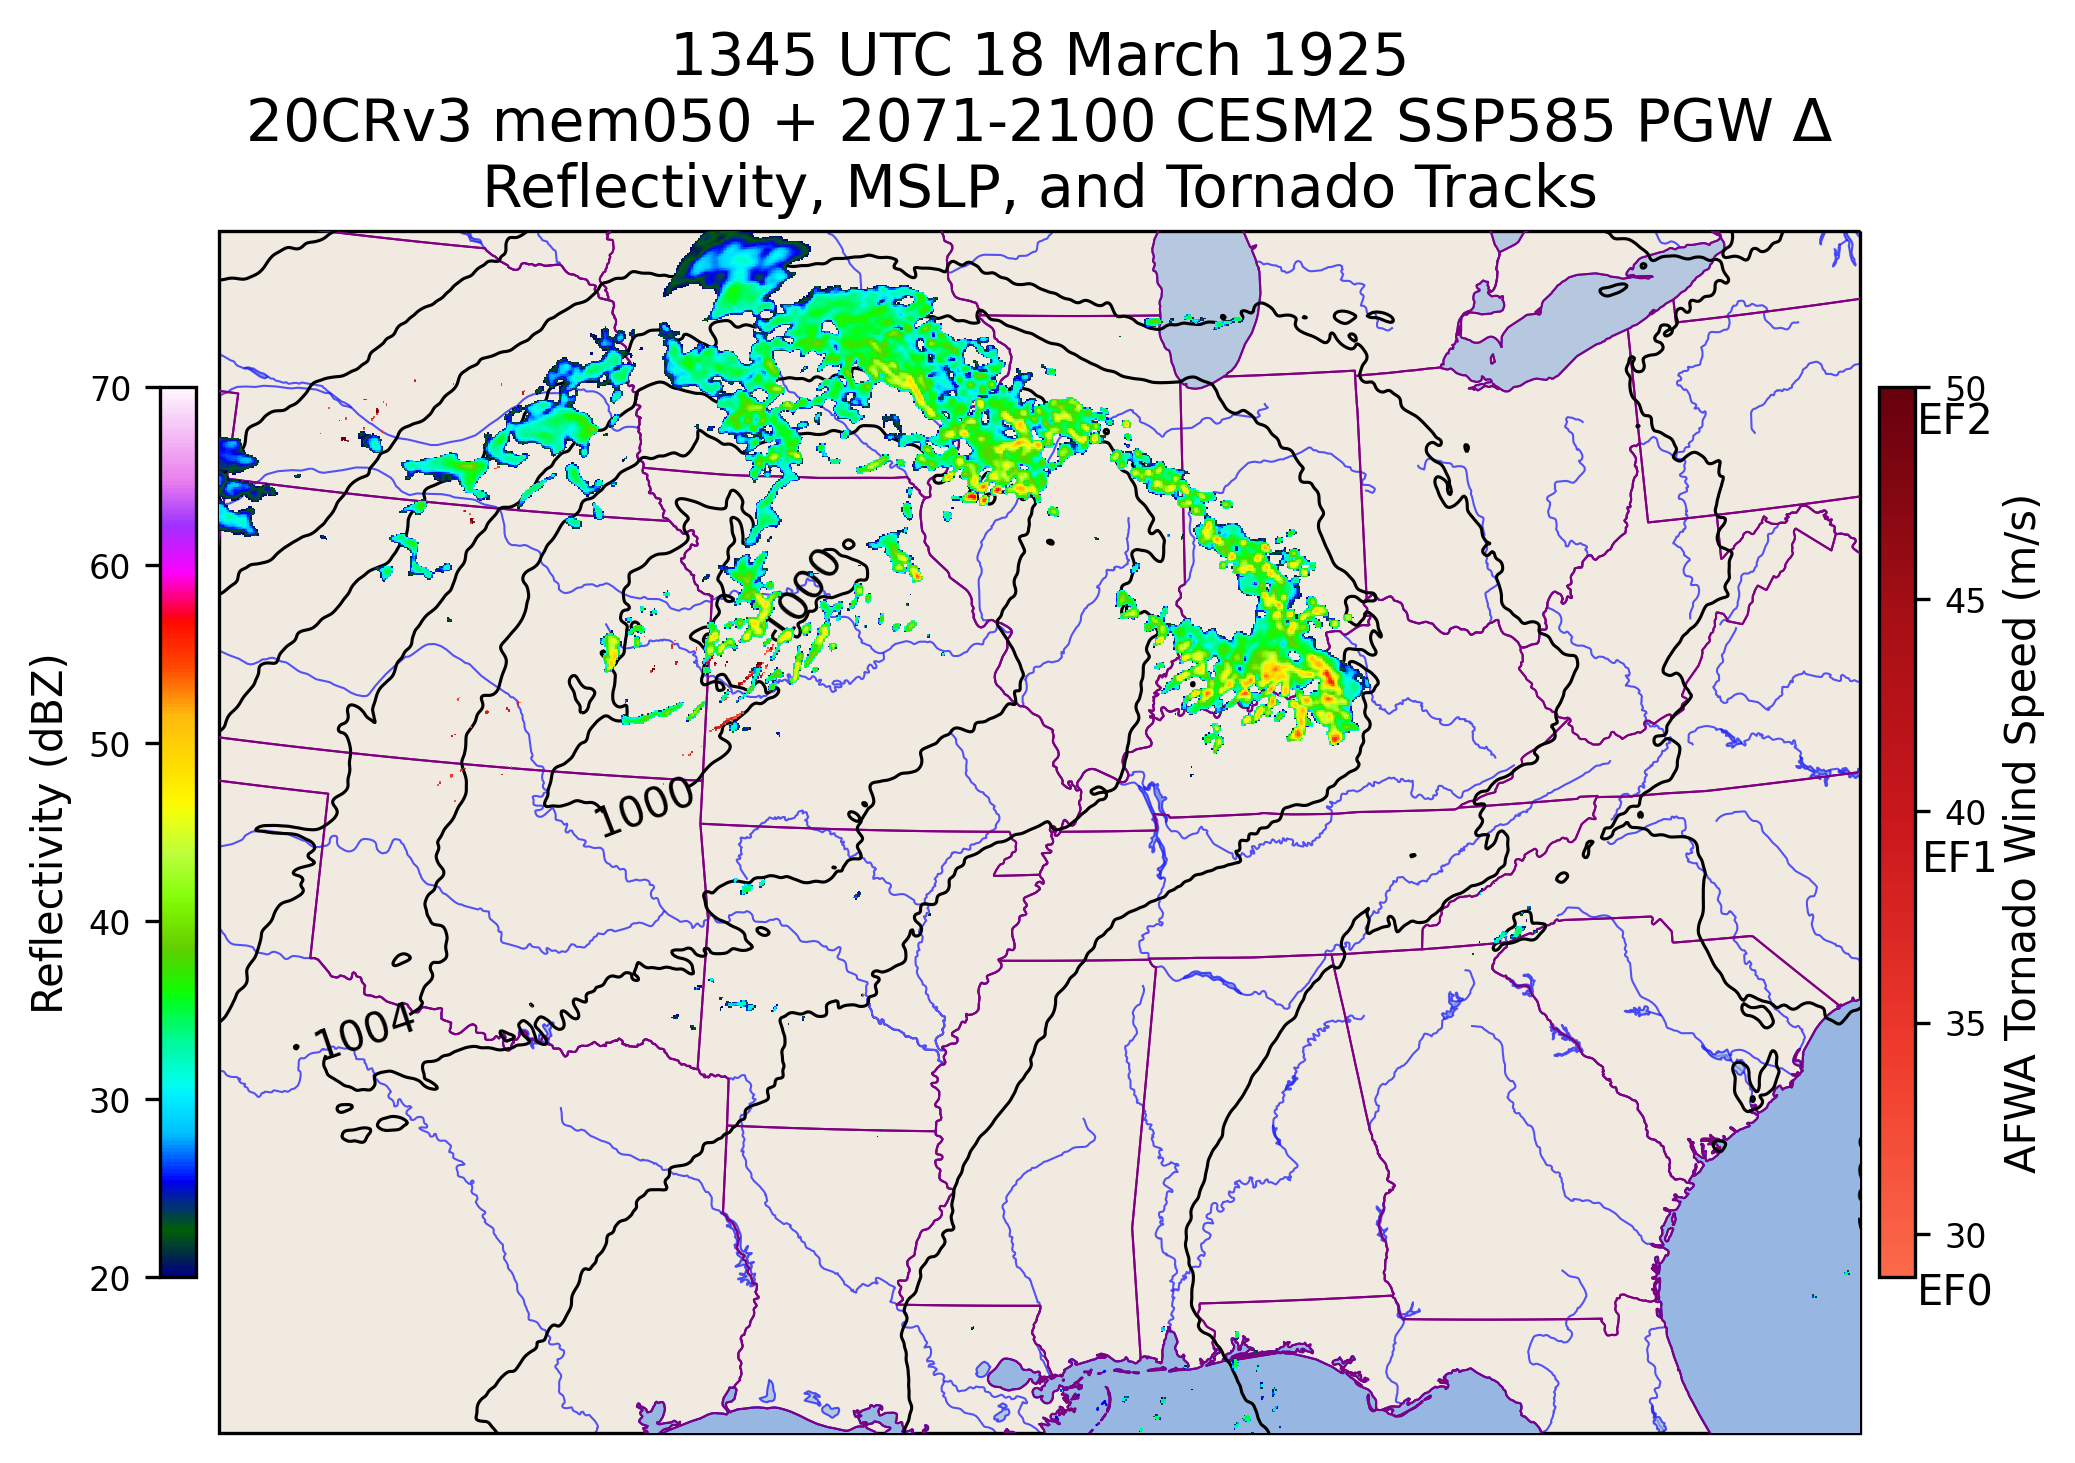 1345 UTC 18 March 1925
20CRv3 mem050 + 2071-2100 CESM2 SSP585 PGW Δ
Reflectivity, MSLP, and Tornado Tracks
70
60
50
40
30
20
Reflectivity (dBZ)
1000
1000
1004
50
EF2
45
40
EF1
35
30
EF0
AFWA Tornado Wind Speed (m/s)